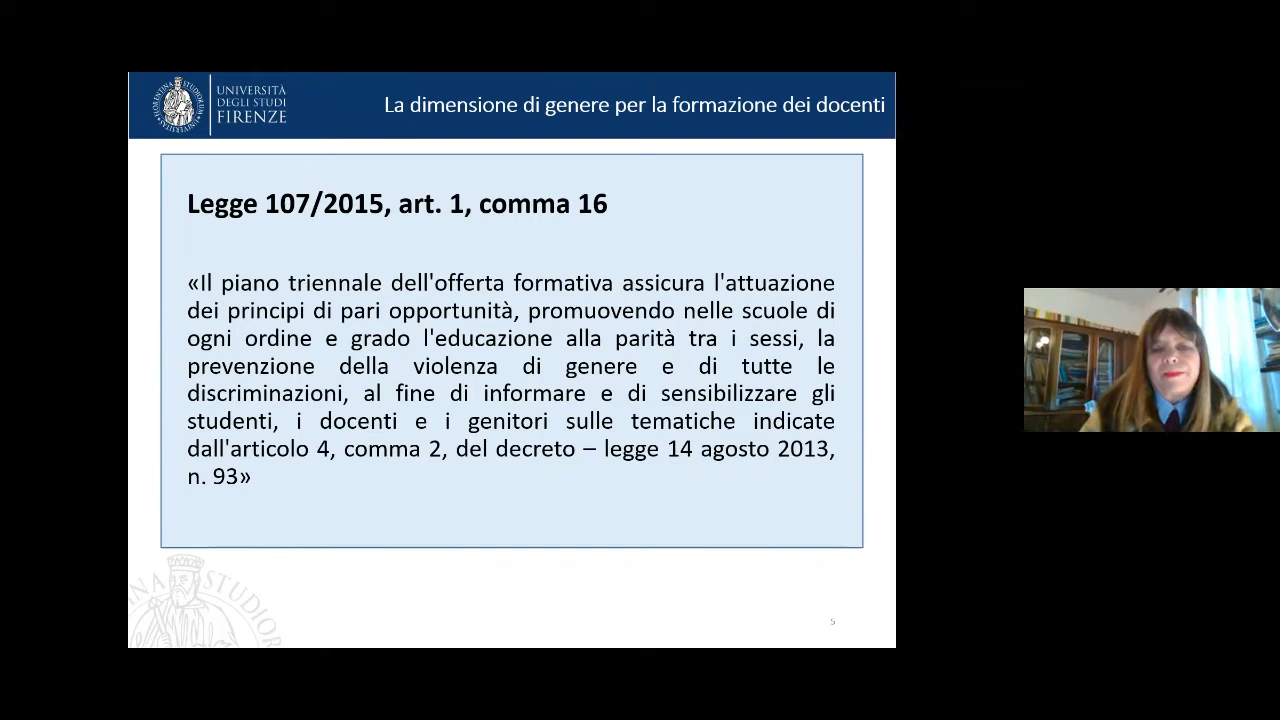 UNIVERSITÀ
DEGLI STUDI
FIRENZE
La dimensione di genere per la formazione dei docenti
Legge 107/2015, art. 1, comma 16
«Il piano triennale dell'offerta formativa assicura l'attuazione
dei principi di pari opportunità, promuovendo nelle scuole di
ogni ordine e grado l'educazione alla parità tra i sessi, la
prevenzione della violenza di genere e di tutte le
discriminazioni, al fine di informare e di sensibilizzare gli
studenti, i docenti e i genitori sulle tematiche indicate
dall'articolo 4, comma 2, del decreto – legge 14 agosto 2013,
n. 93»
5